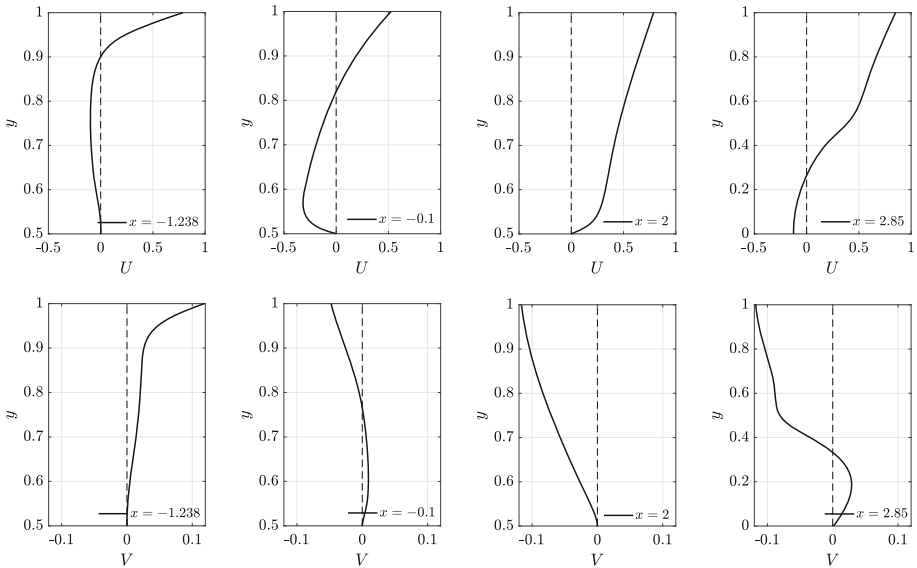 1 1 1 1
0.9 0.9 0.9 0.8
y 0.8 y 0.8 y 0.8 y 0.6
0.7 0.7 0.7 0.4
0.6 0.6 0.6 0.2
x = −1.238 x = −0.1 x = 2 x = 2.85
0.5 0.5 0.5 0
-0.5 0 0.5 1 -0.5 0 0.5 1 -0.5 0 0.5 1 -0.5 0 0.5 1
U U U U
1 1 1 1
0.9 0.9 0.9 0.8
y 0.8 y 0.8 y 0.8 y 0.6
0.7 0.7 0.7 0.4
0.6 0.6 0.6 0.2
x = −1.238 x = −0.1 x = 2 x = 2.85
0.5 0.5 0.5 0
-0.1 0 0.1 -0.1 0 0.1 -0.1 0 0.1 -0.1 0 0.1
V V V V